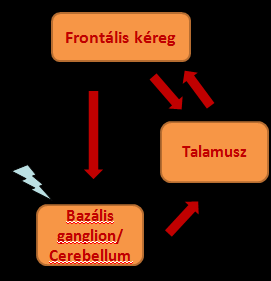 Frontális kéreg
Talamusz
Bazális
ganglion/
Cerebellum